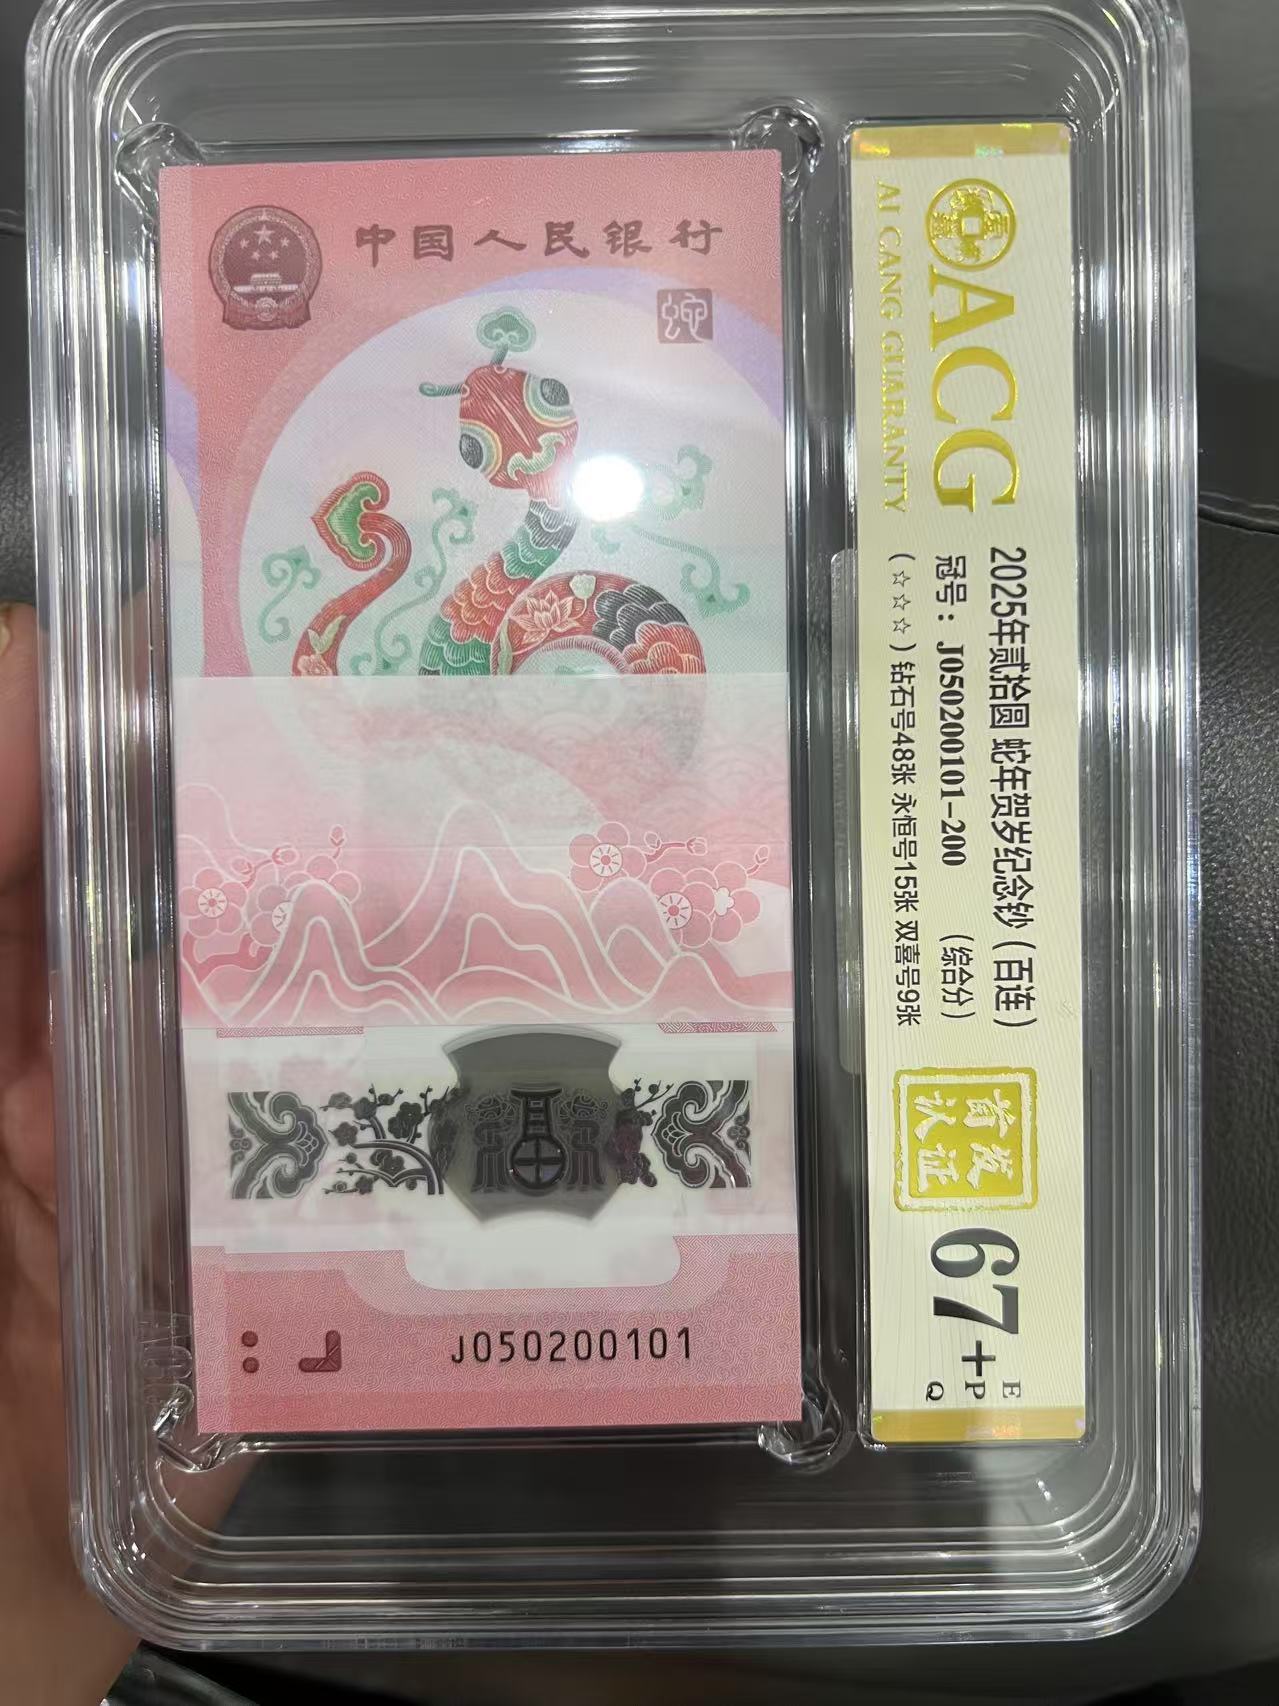 中国人民银行
蛇
J050200101
ACG
AI CANG GUARANTY
2025年贰拾圆 蛇年贺岁纪念钞（百连）
冠号：J050200101-200 （综合分）
（☆☆☆）钻石号48张 永恒号15张 双喜号9张
首发
认证
67+
E
P
Q